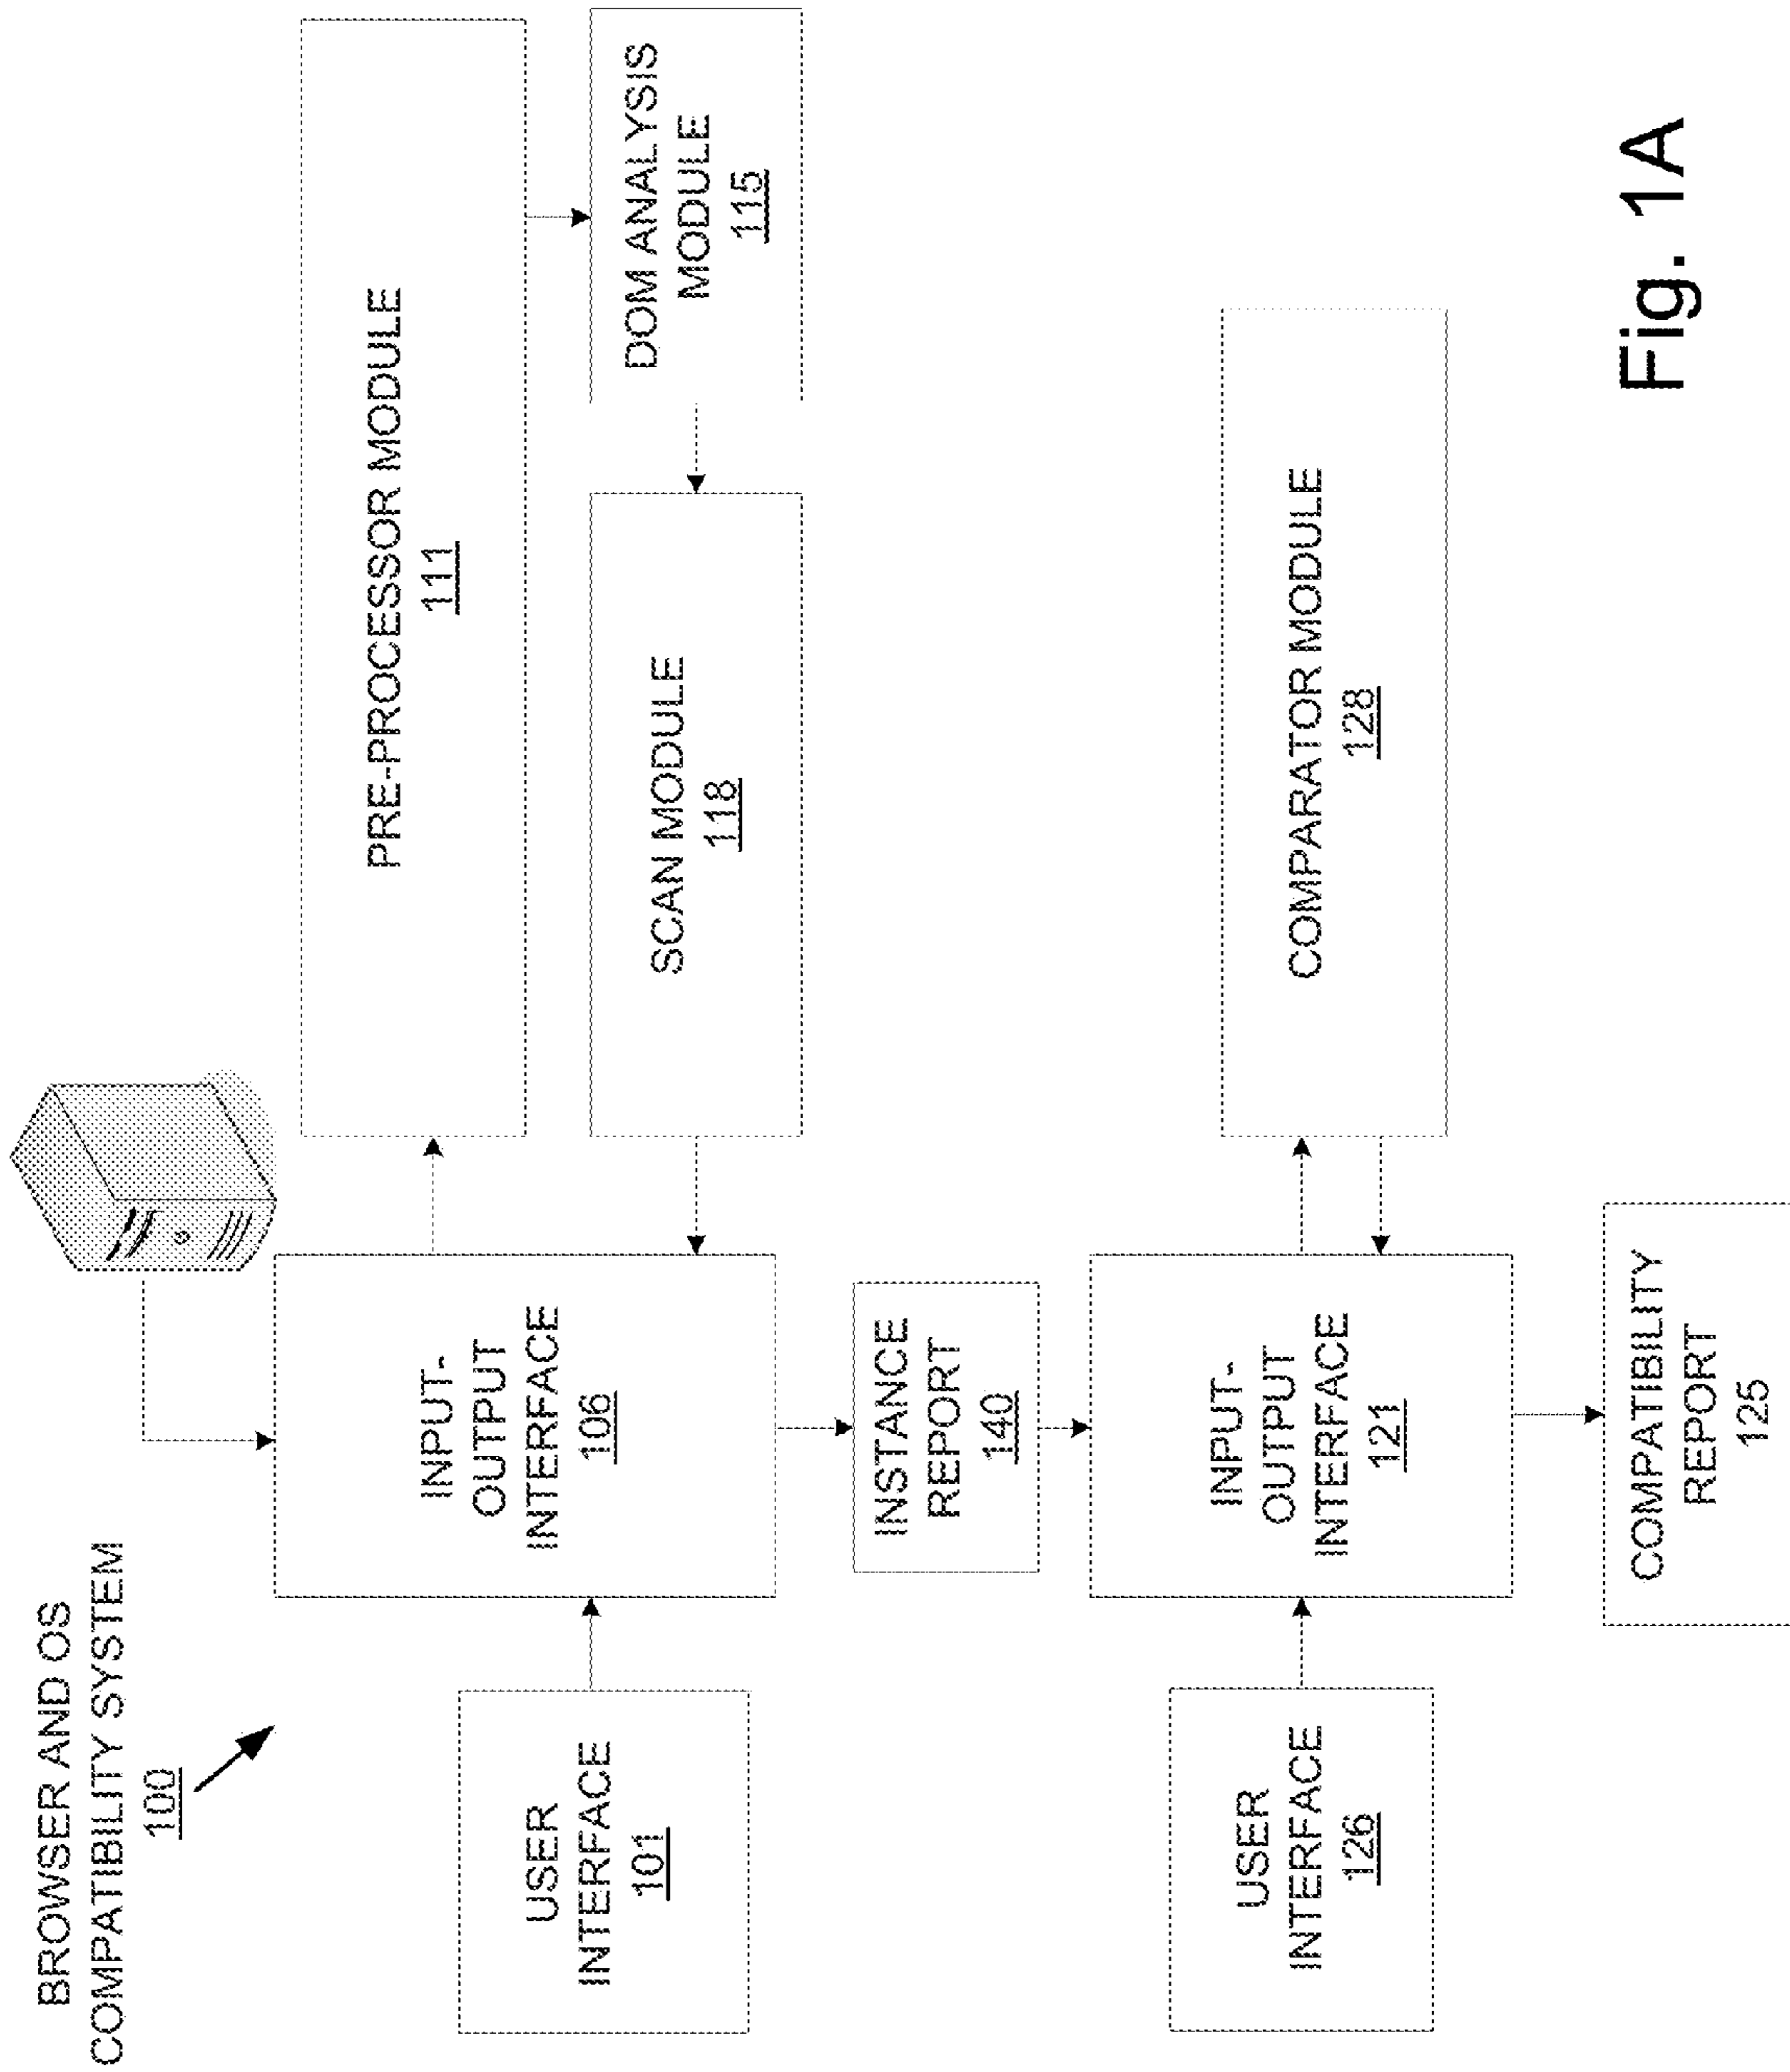 BROWSER AND OS
COMPATIBILITY SYSTEM
100
PRE-PROCESSOR MODULE
111
DOM ANALYSIS
MODULE
115
SCAN MODULE
118
INPUT-
OUTPUT
INTERFACE
106
USER
INTERFACE
101
INSTANCE
REPORT
140
COMPARATOR MODULE
128
INPUT-
OUTPUT
INTERFACE
121
USER
INTERFACE
126
COMPATIBILITY
REPORT
125
Fig. 1A